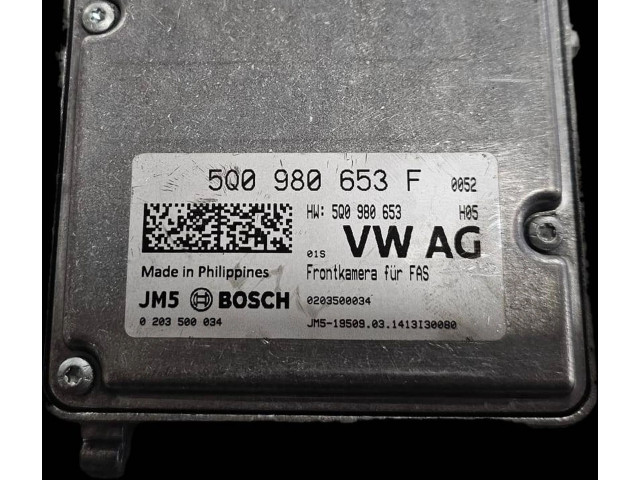 5Q0 980 653 F 0052
HW: 5Q0 980 653 H05
01S VW AG
Made in Philippines Frontkamera für FAS
JM5 BOSCH 0203500034
0 203 500 034 JM5-19509.03.1413I30080